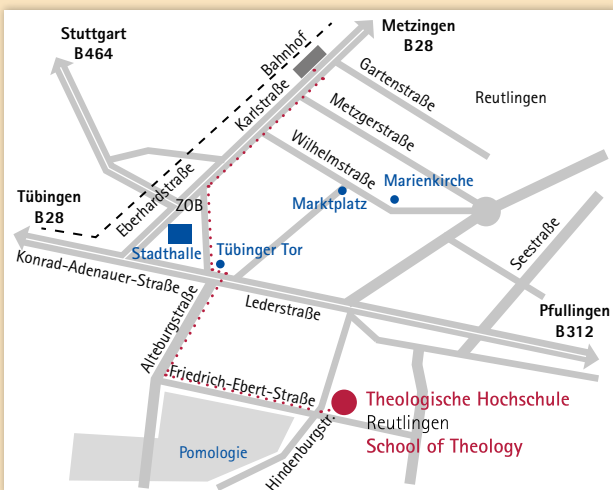 Stuttgart
B464
Metzingen
B28
Bahnhof
Karlstraße
Gartenstraße
Metzgerstraße
Reutlingen
Wilhelmstraße
Marienkirche
Marktplatz
Eberhardstraße
ZOB
Tübingen
B28
Stadthalle
Tübinger Tor
Seestraße
Konrad-Adenauer-Straße
Lederstraße
Pfullingen
B312
Alteburgstraße
Friedrich-Ebert-Straße
Theologische Hochschule
Reutlingen
School of Theology
Hindenburgstr.
Pomologie